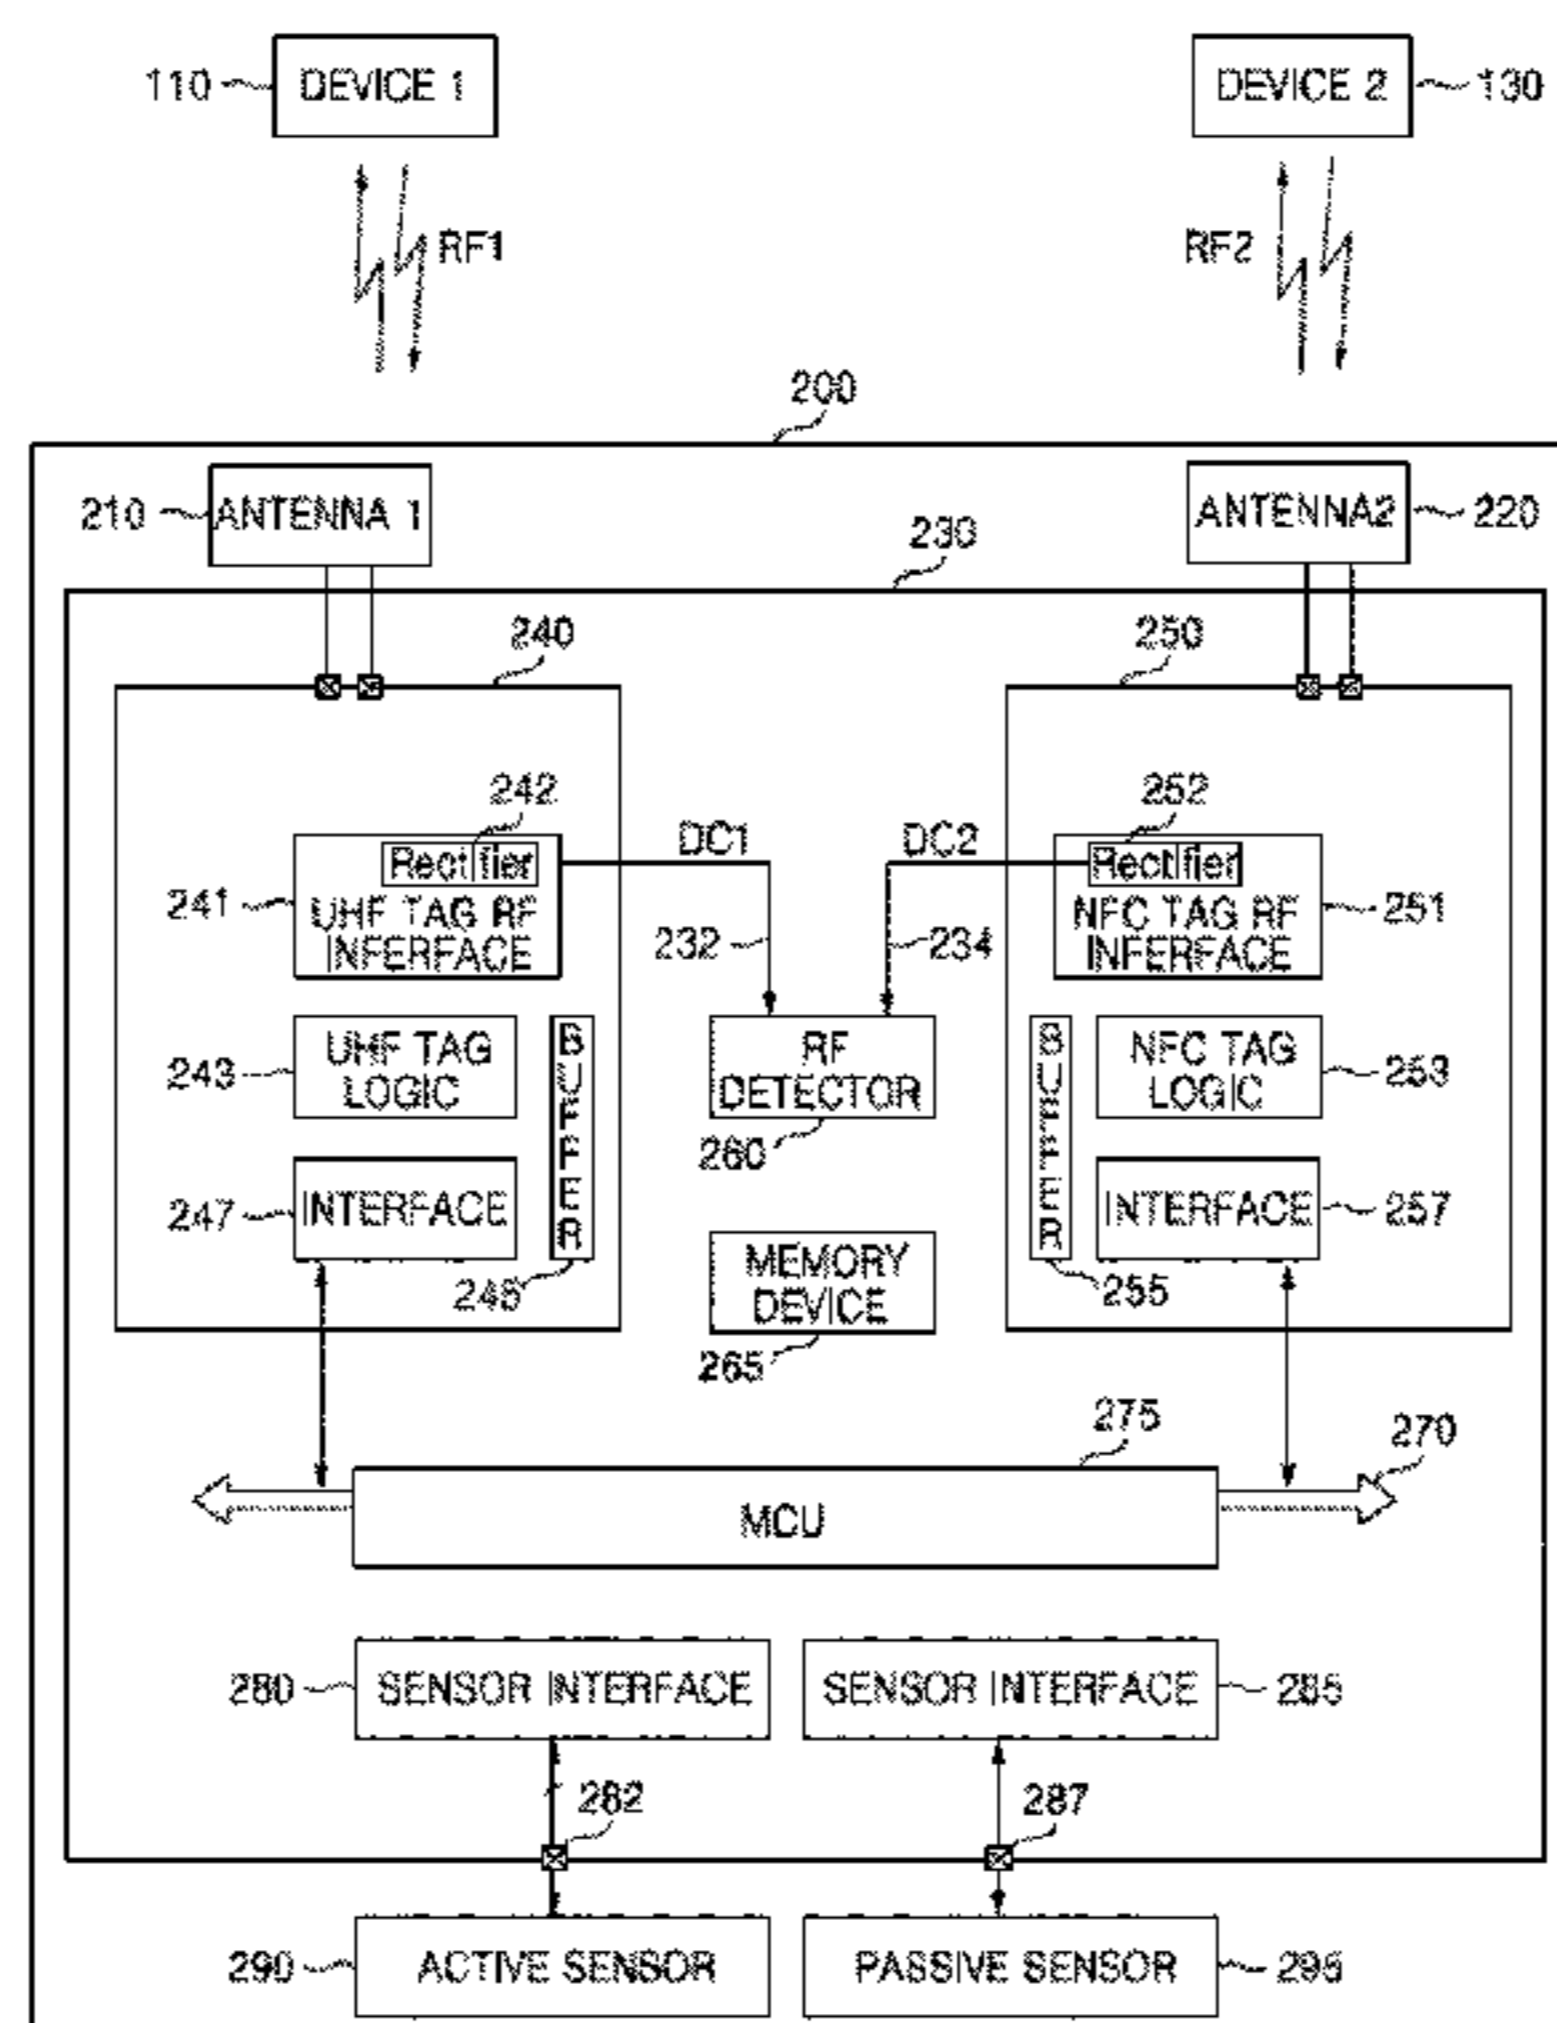 110 DEVICE 1
DEVICE 2 130
RF1
RF2
200
210 ANTENNA 1
ANTENNA2 220
230
240
250
242
252
DC1
DC2
Rectifier
Rectifier
241
UHF TAG RF
INFERFACE
232
234
NFC TAG RF
INFERFACE
251
243
UHF TAG
LOGIC
BUFFER
RF
DETECTOR
260
BUFFER
NFC TAG
LOGIC
253
247 INTERFACE
INTERFACE 257
MEMORY
DEVICE
265
255
275
270
MCU
280 SENSOR INTERFACE
SENSOR INTERFACE 285
282
287
290 ACTIVE SENSOR
PASSIVE SENSOR 295